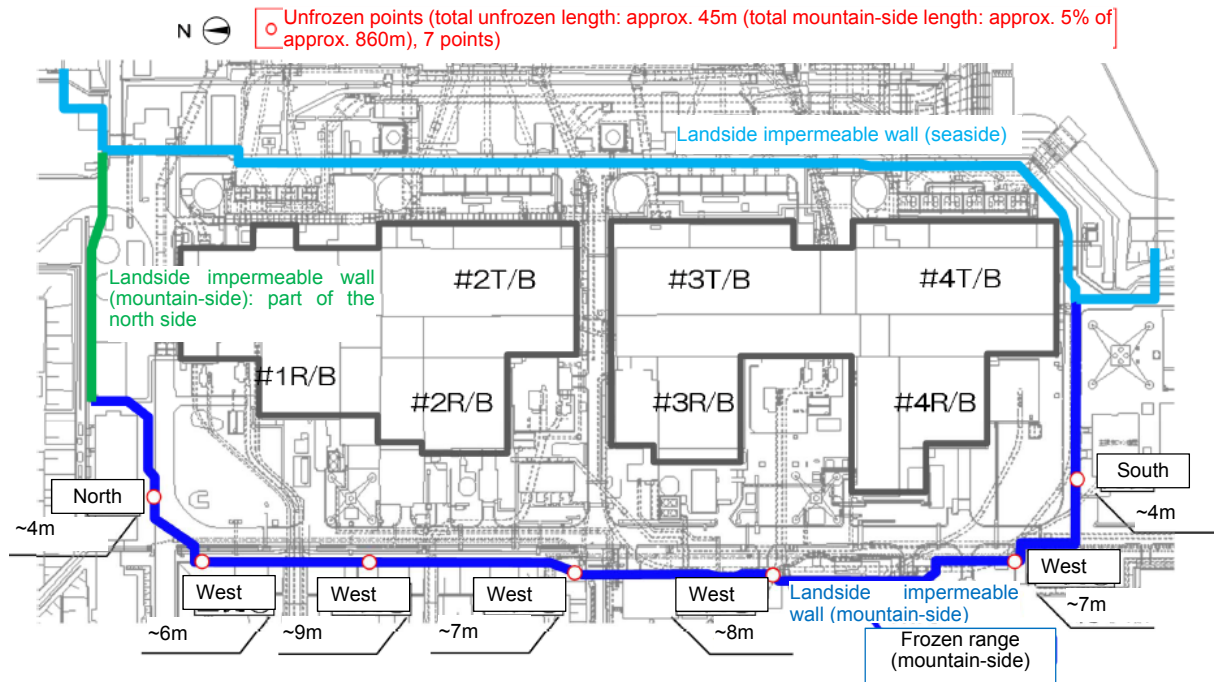 N
Unfrozen points (total unfrozen length: approx. 45m (total mountain-side length: approx. 5% of
approx. 860m), 7 points)
Landside impermeable wall (seaside)
Landside impermeable wall
(mountain-side): part of the
north side
#2T/B
#3T/B
#4T/B
#1R/B
#2R/B
#3R/B
#4R/B
North
~4m
South
~4m
West
~6m
West
~9m
West
~7m
West
~8m
West
~7m
Landside impermeable
wall (mountain-side)
Frozen range
(mountain-side)